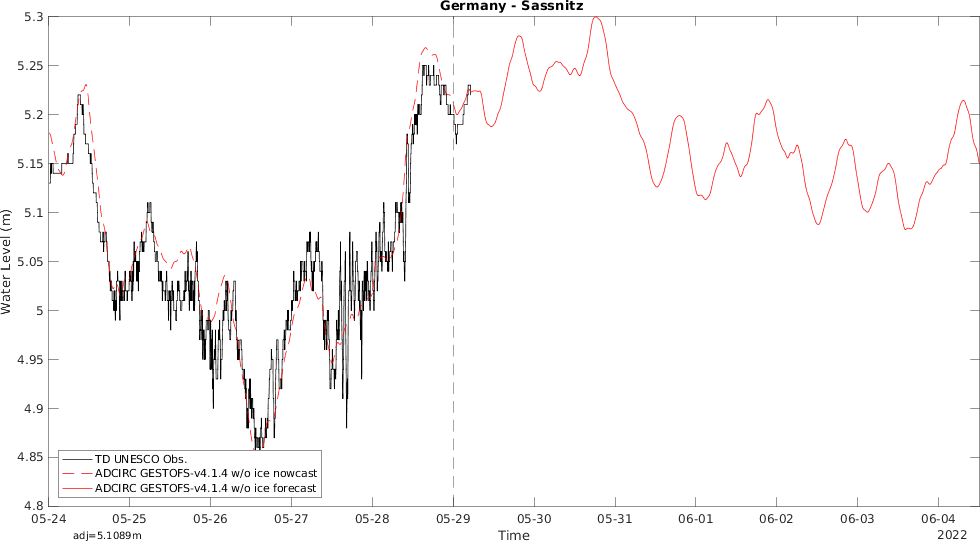 Germany - Sassnitz
5.3
5.25
5.2
5.15
5.1
5.05
5
4.95
4.9
4.85
4.8
Water Level (m)
TD UNESCO Obs.
ADCIRC GESTOFS-v4.1.4 w/o ice nowcast
ADCIRC GESTOFS-v4.1.4 w/o ice forecast
05-24 05-25 05-26 05-27 05-28 05-29 05-30 05-31 06-01 06-02 06-03 06-04
adj=5.1089m Time 2022